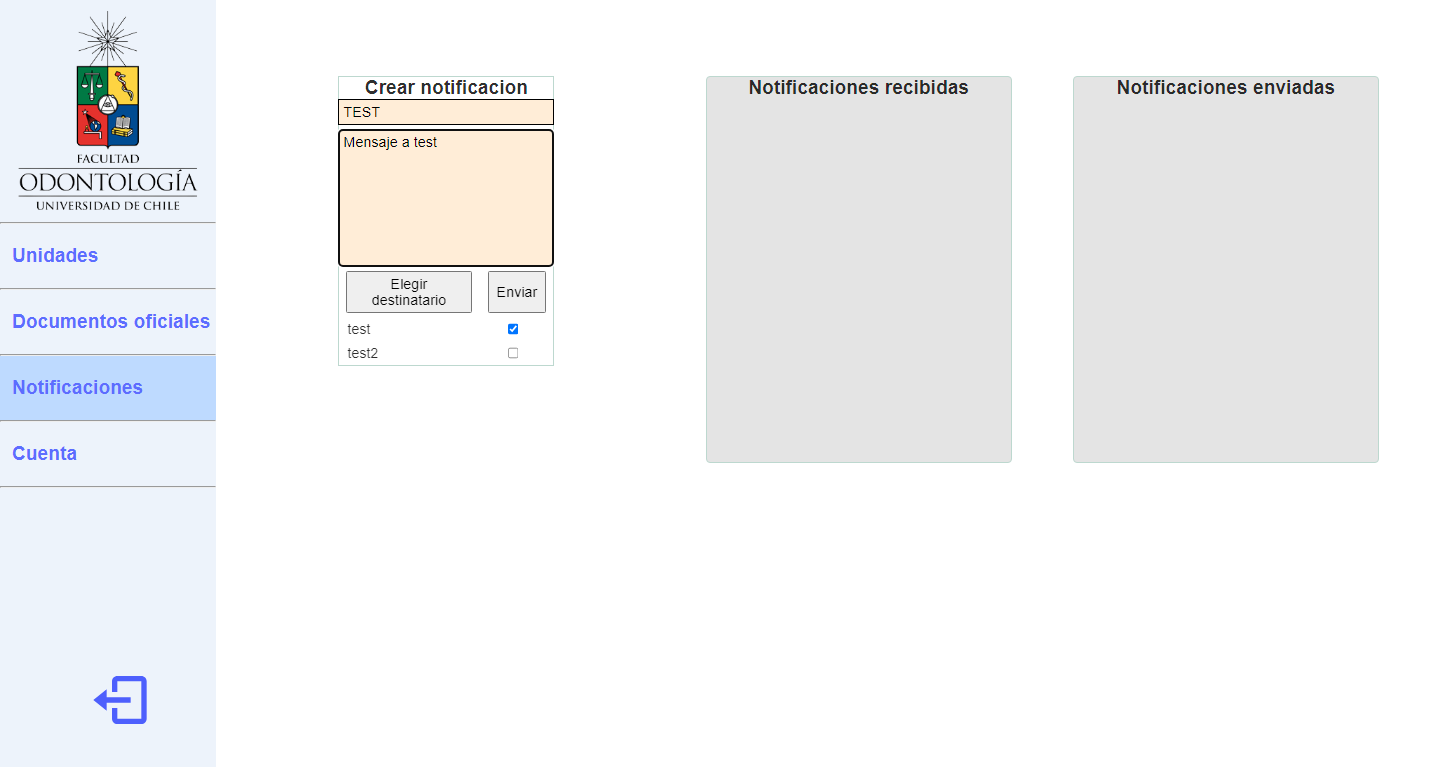 FACULTAD
ODONTOLOGÍA
UNIVERSIDAD DE CHILE
Unidades
Documentos oficiales
Notificaciones
Cuenta
Crear notificacion
TEST
Mensaje a test
Elegir
destinatario
Enviar
test
test2
Notificaciones recibidas
Notificaciones enviadas